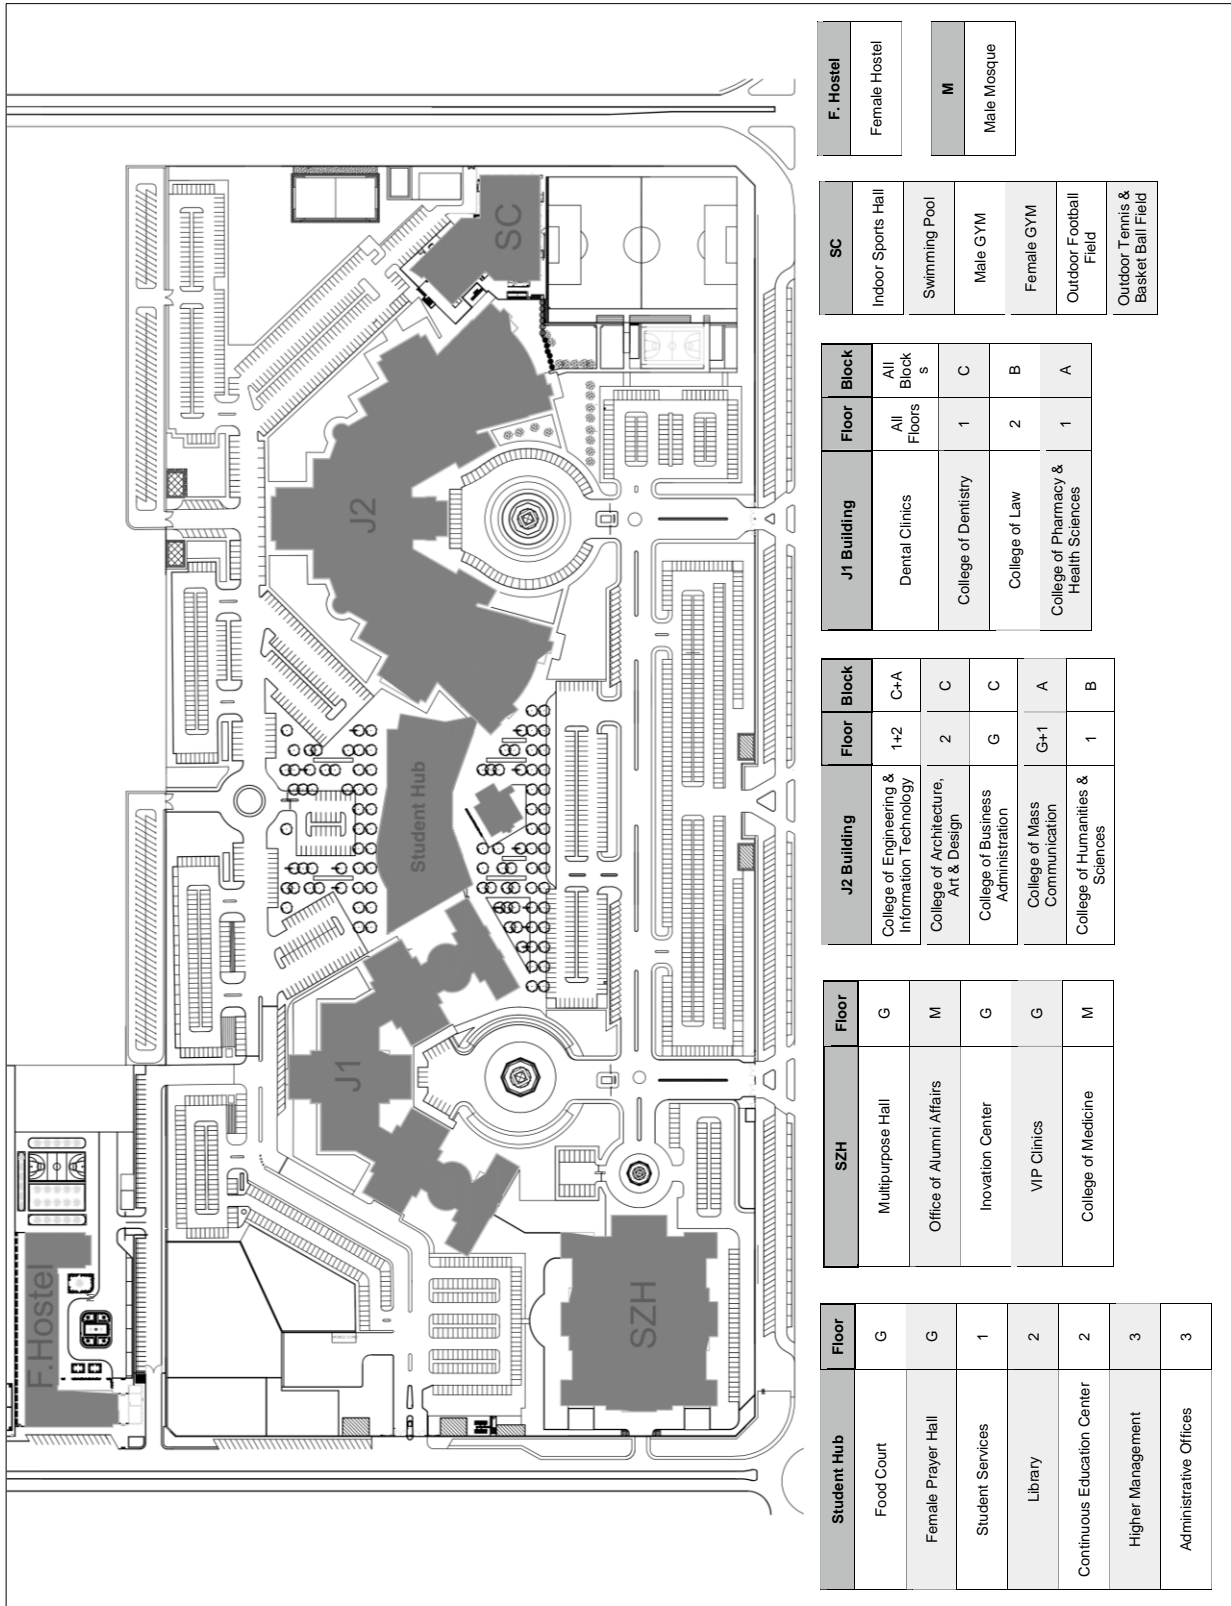 F.Hostel
J1
Student Hub
J2
SC
SZH
Student Hub Floor
Food Court G
Female Prayer Hall G
Student Services 1
Library 2
Continuous Education Center 2
Higher Management 3
Administrative Offices 3
SZH Floor
Multipurpose Hall G
Office of Alumni Affairs M
Inovation Center G
VIP Clinics G
College of Medicine M
J2 Building Floor Block
College of Engineering &
Information Technology 1+2 C+A
College of Architecture,
Art & Design 2 C
College of Business
Administration G C
College of Mass
Communication G+1 A
College of Humanities &
Sciences 1 B
J1 Building Floor Block
Dental Clinics All
Floors All
Block
s
College of Dentistry 1 C
College of Law 2 B
College of Pharmacy &
Health Sciences 1 A
SC
Indoor Sports Hall
Swimming Pool
Male GYM
Female GYM
Outdoor Football
Field
Outdoor Tennis &
Basket Ball Field
F. Hostel
Female Hostel
M
Male Mosque